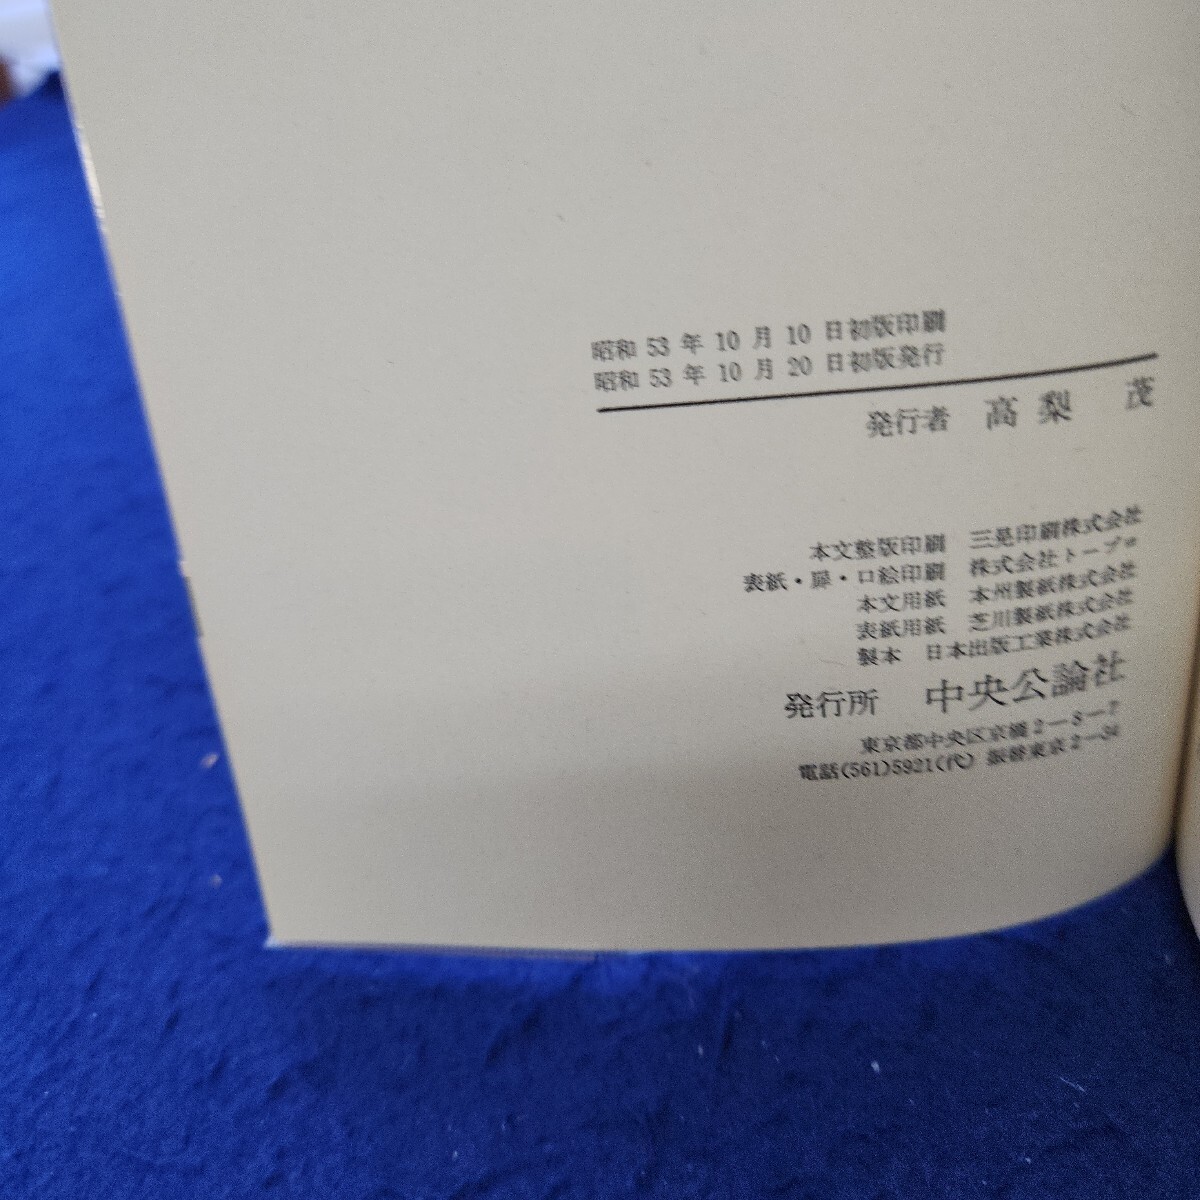 昭和 53 年 10 月 10 日初版印刷
昭和 53 年 10 月 20 日初版発行
発行者 高梨 茂
本文整版印刷 三晃印刷株式会社
表紙・扉・口絵印刷 株式会社トープロ
本文用紙 本州製紙株式会社
表紙用紙 芝川製紙株式会社
製本 日本出版工業株式会社
発行所 中央公論社
東京都中央区京橋2－8－7
電話(561)5921(代) 振替東京2－34